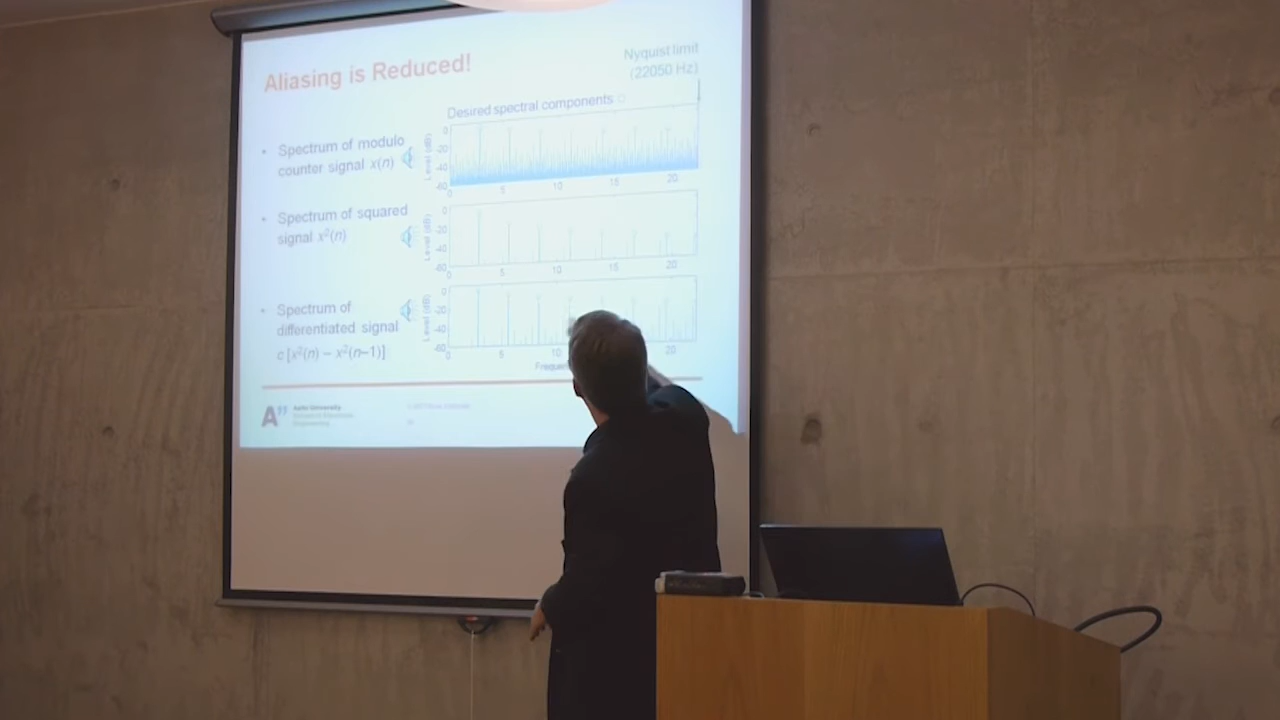 Aliasing is Reduced!
Nyquist limit
(22050 Hz)
Desired spectral components ○
• Spectrum of modulo
counter signal x(n)
Level (dB)
0
-20
-40
-60
0 5 10 15 20
• Spectrum of squared
signal x²(n)
Level (dB)
0
-20
-40
-60
0 5 10 15 20
• Spectrum of
differentiated signal
c [x²(n) – x²(n–1)]
Level (dB)
0
-20
-40
-60
0 5 10 20
A”
Aalto University